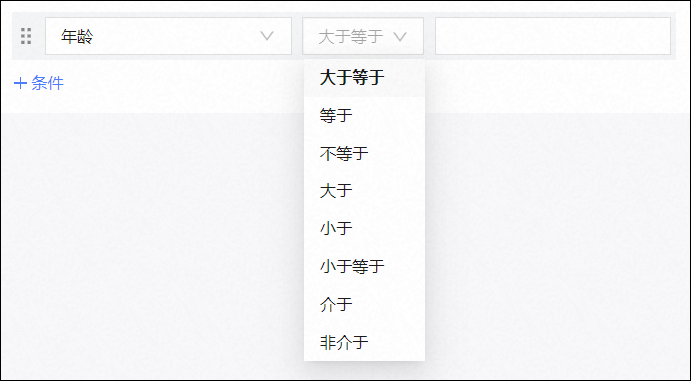 年龄 大于等于
+ 条件
大于等于
等于
不等于
大于
小于
小于等于
介于
非介于